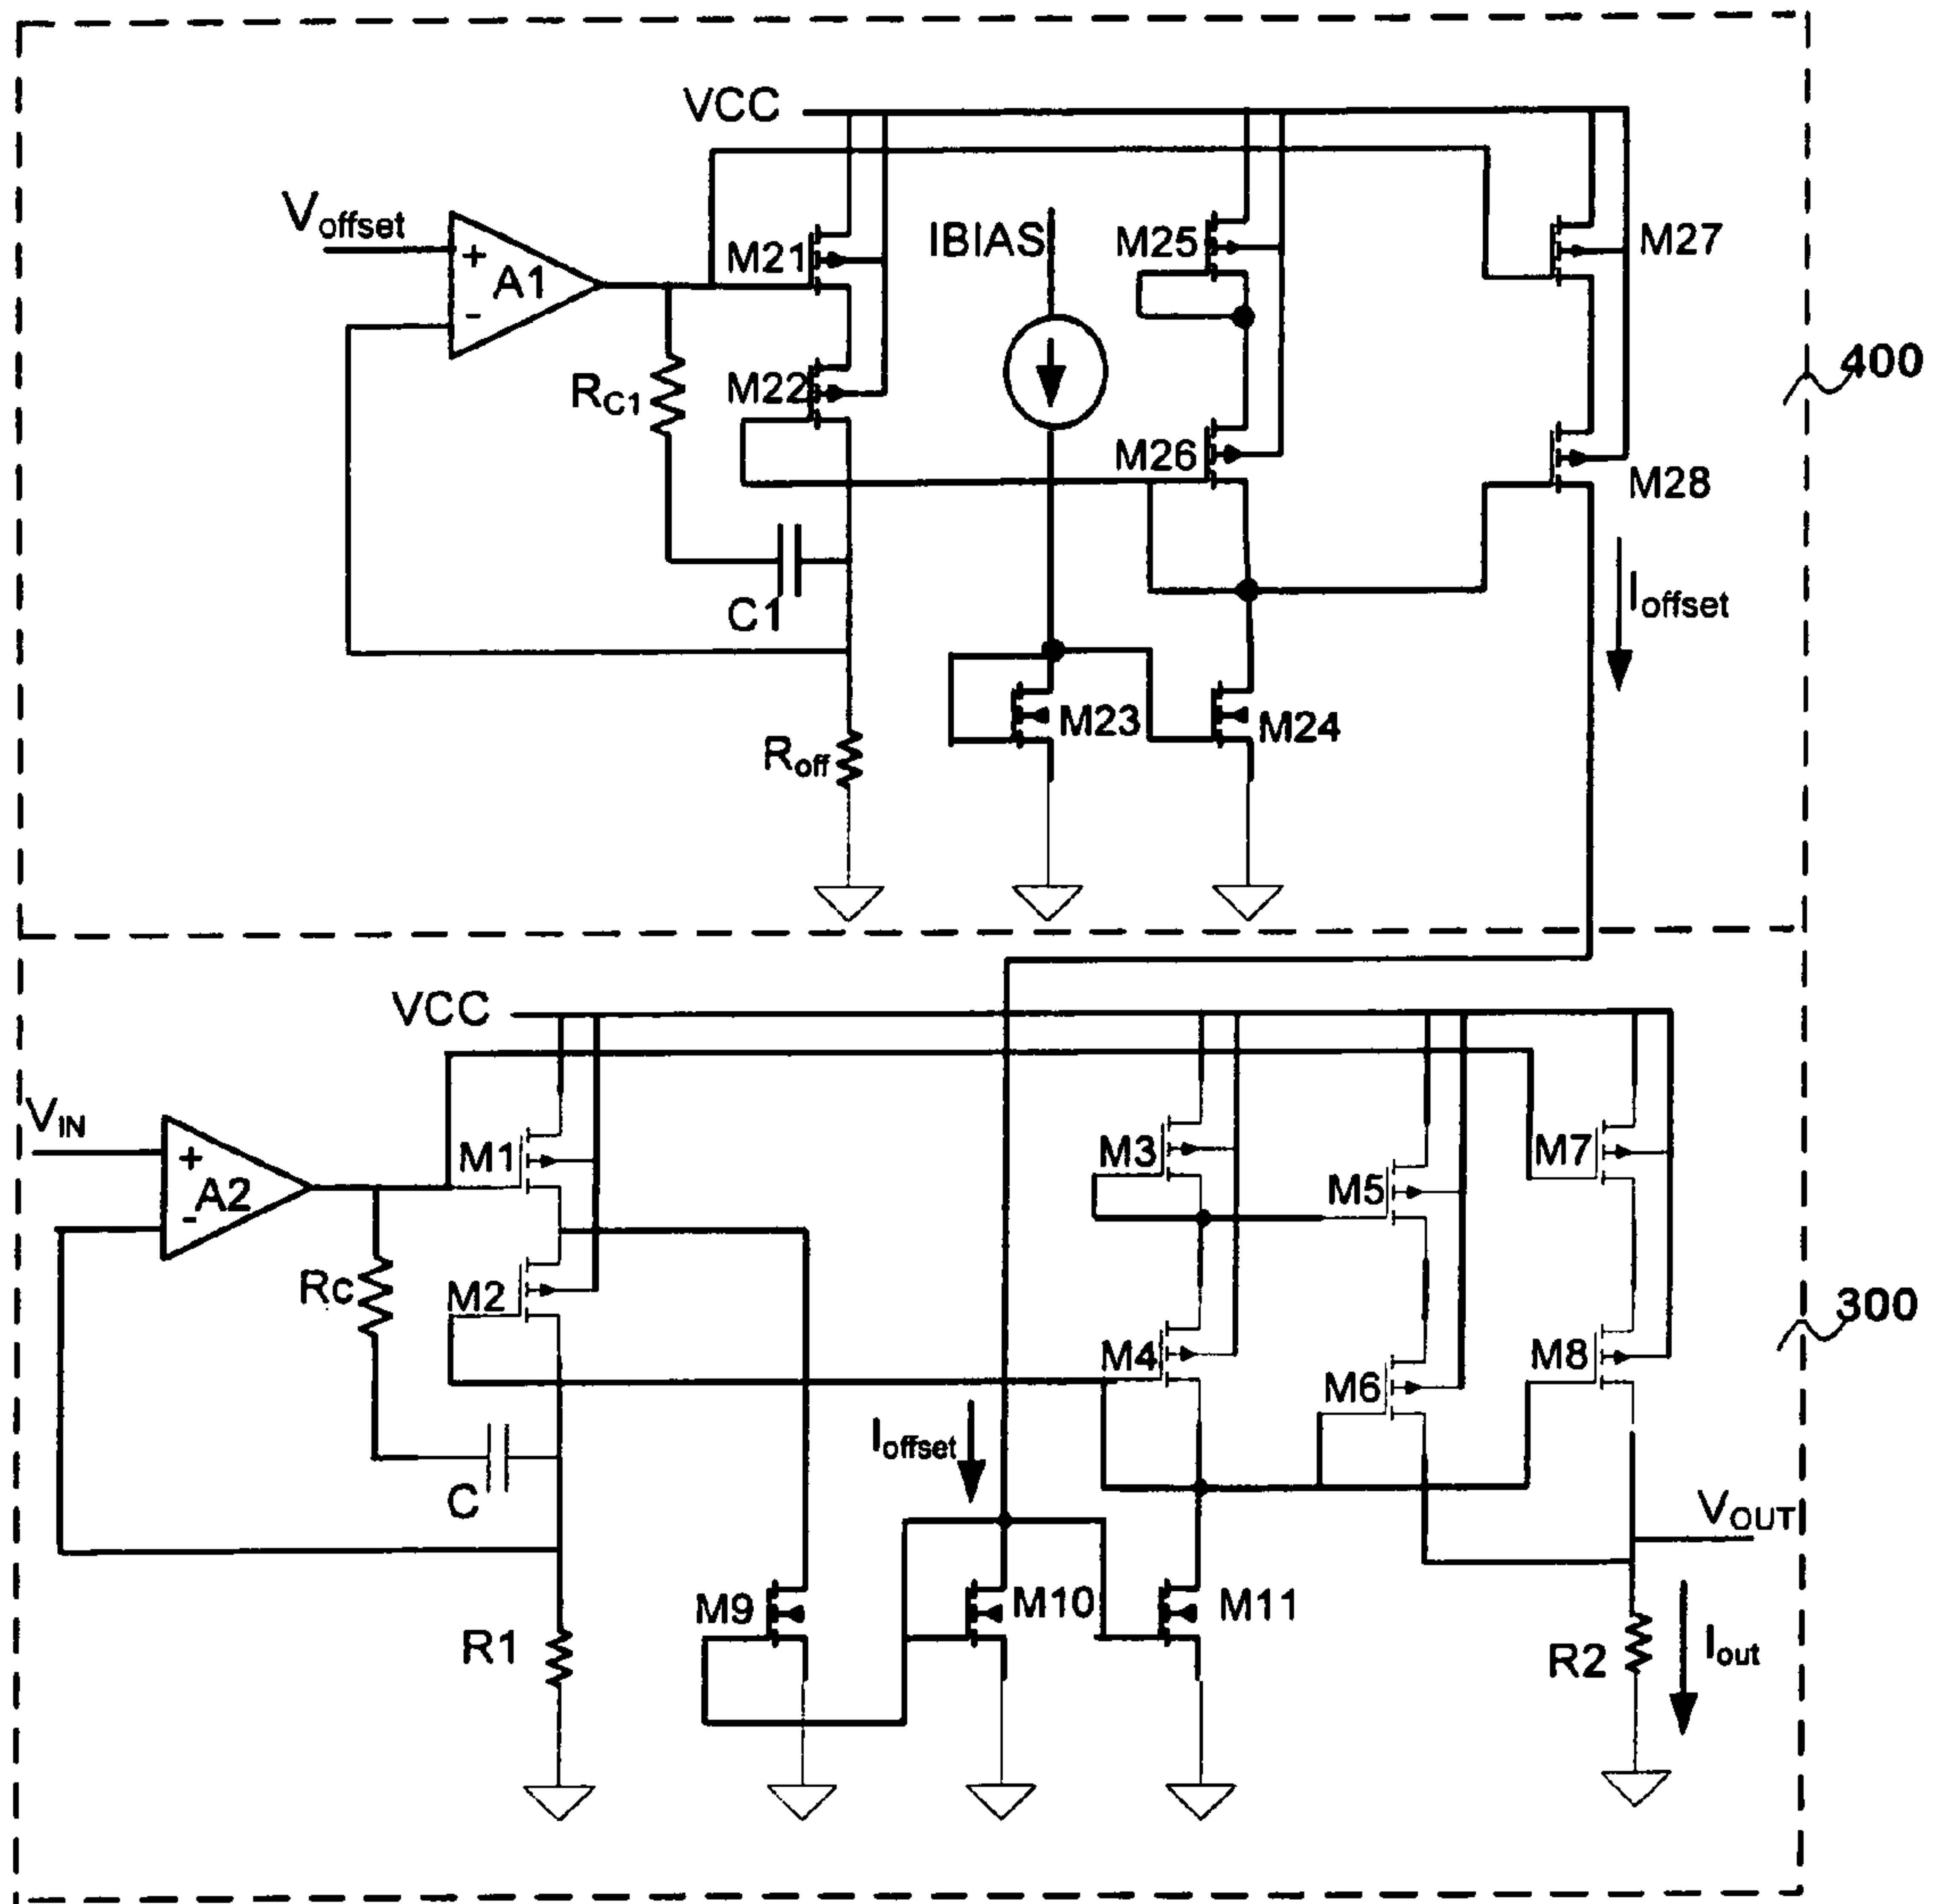 VCC
Voffset
+
A1
-
M21
IBIAS
M25
M27
400
RC1
M22
M26
M28
C1
Ioffset
M23
M24
Roff
VCC
VIN
+
A2
-
M1
M3
M5
M7
Rc
M2
M4
M6
M8
300
C
Ioffset
VOUT
M9
M10
M11
R1
R2
Iout